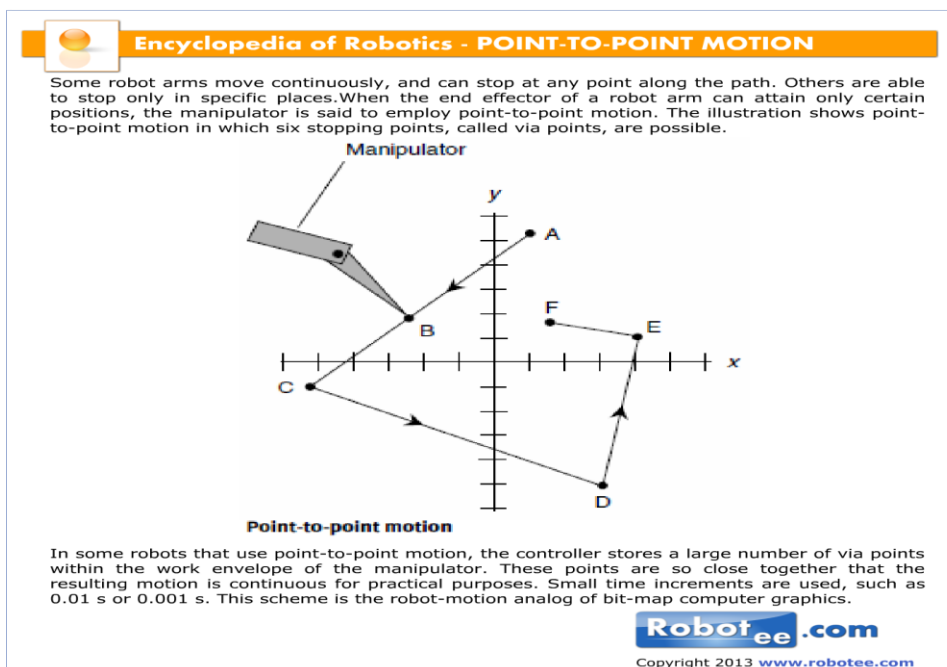 Encyclopedia of Robotics - POINT-TO-POINT MOTION
Some robot arms move continuously, and can stop at any point along the path. Others are able
to stop only in specific places.When the end effector of a robot arm can attain only certain
positions, the manipulator is said to employ point-to-point motion. The illustration shows point-
to-point motion in which six stopping points, called via points, are possible.
Manipulator
y
A
F
E
B
x
C
D
Point-to-point motion
In some robots that use point-to-point motion, the controller stores a large number of via points
within the work envelope of the manipulator. These points are so close together that the
resulting motion is continuous for practical purposes. Small time increments are used, such as
0.01 s or 0.001 s. This scheme is the robot-motion analog of bit-map computer graphics.
Robotee.com
Copyright 2013 www.robotee.com